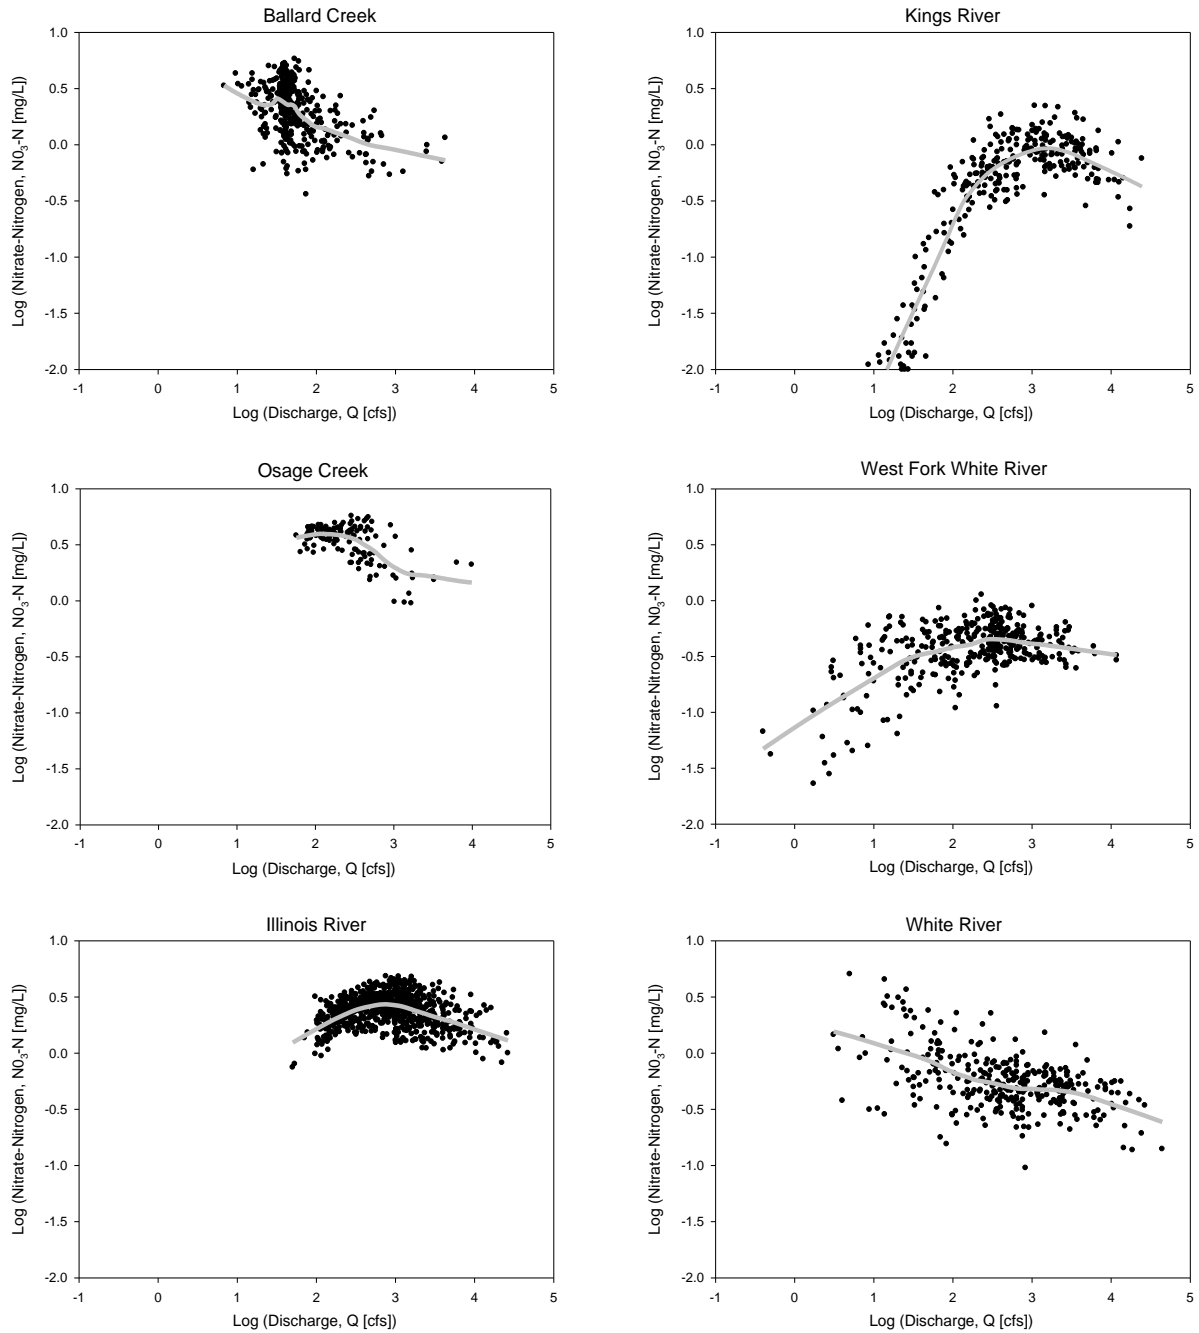 Ballard Creek
1.0
0.5
0.0
-0.5
-1.0
-1.5
-2.0
Log (Nitrate-Nitrogen, N0₃-N [mg/L])
-1 0 1 2 3 4 5
Log (Discharge, Q [cfs])
Kings River
1.0
0.5
0.0
-0.5
-1.0
-1.5
-2.0
Log (Nitrate-Nitrogen, N0₃-N [mg/L])
-1 0 1 2 3 4 5
Log (Discharge, Q [cfs])
Osage Creek
1.0
0.5
0.0
-0.5
-1.0
-1.5
-2.0
Log (Nitrate-Nitrogen, N0₃-N [mg/L])
-1 0 1 2 3 4 5
Log (Discharge, Q [cfs])
West Fork White River
1.0
0.5
0.0
-0.5
-1.0
-1.5
-2.0
Log (Nitrate-Nitrogen, N0₃-N [mg/L])
-1 0 1 2 3 4 5
Log (Discharge, Q [cfs])
Illinois River
1.0
0.5
0.0
-0.5
-1.0
-1.5
-2.0
Log (Nitrate-Nitrogen, N0₃-N [mg/L])
-1 0 1 2 3 4 5
Log (Discharge, Q [cfs])
White River
1.0
0.5
0.0
-0.5
-1.0
-1.5
-2.0
Log (Nitrate-Nitrogen, N0₃-N [mg/L])
-1 0 1 2 3 4 5
Log (Discharge, Q [cfs])